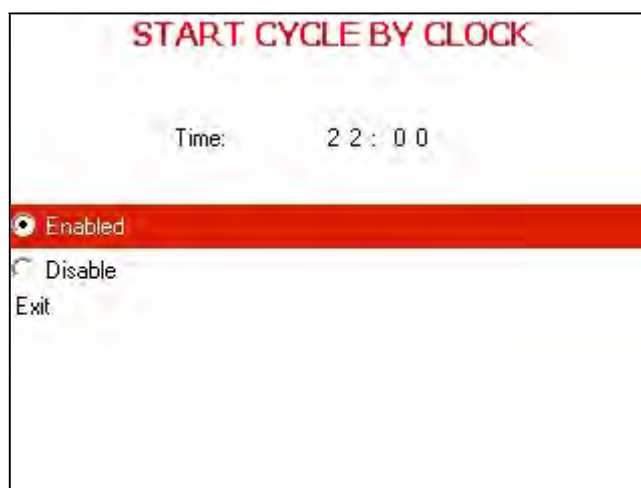 START CYCLE BY CLOCK
Time: 22:00
Enabled
Disable
Exit